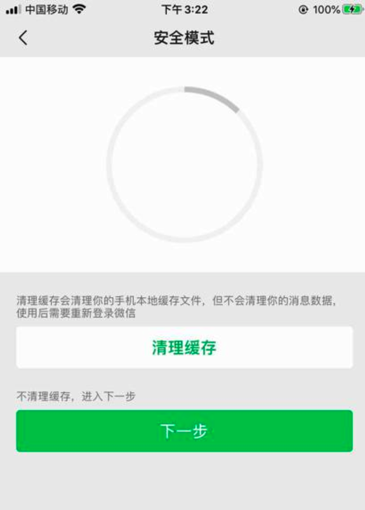 中国移动 下午3:22 100%
安全模式
清理缓存会清理你的手机本地缓存文件，但不会清理你的消息数据，
使用后需要重新登录微信
清理缓存
不清理缓存，进入下一步
下一步